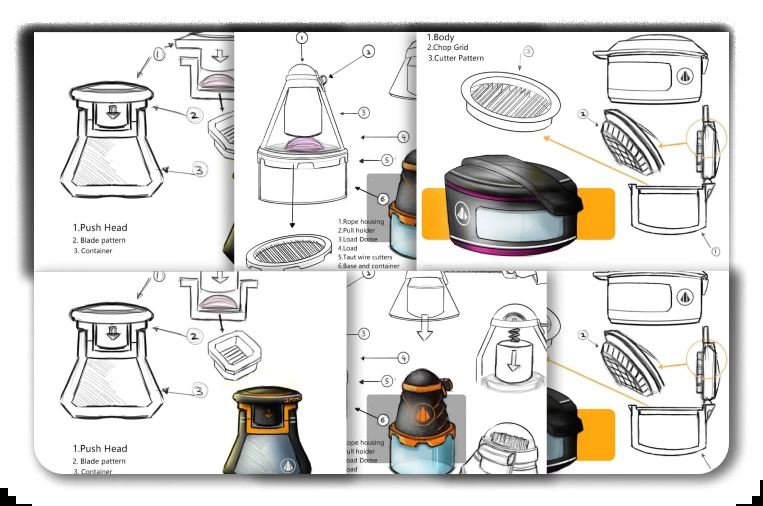 1
2
3
1.Push Head
2. Blade pattern
3. Container
1
2
3
4
5
6
1.Rope housing
2.Pull holder
3.Load Dome
4.Load
5.Taut wire cutters
6.Base and container
1.Body
2.Chop Grid
3.Cutter Pattern
3
2
1
1
2
3
1.Push Head
2. Blade pattern
3. Container
2
3
4
5
6
ope housing
ull holder
oad Dome
oad
2